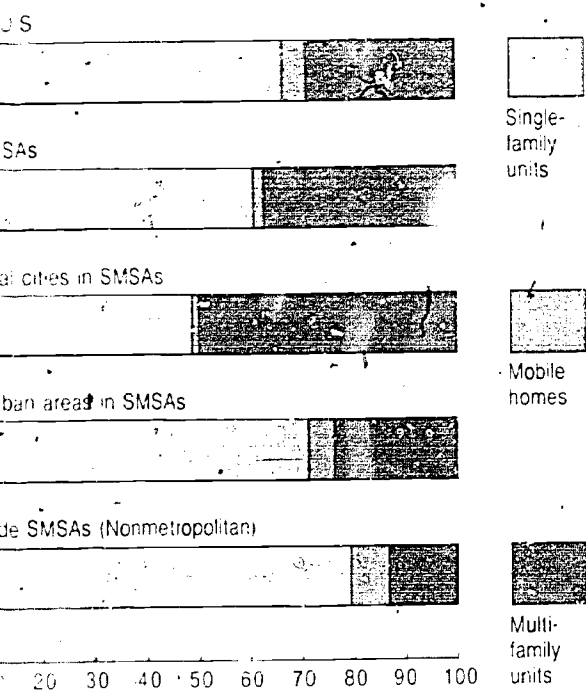 U S
SAs
al cities in SMSAs
ban areas in SMSAs
de SMSAs (Nonmetropolitan)
20 30 40 50 60 70 80 90 100
Single-
family
units
Mobile
homes
Multi-
family
units